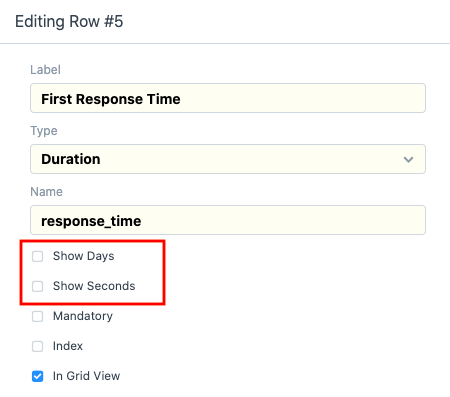 Editing Row #5
Label
First Response Time
Type
Duration
Name
response_time
Show Days
Show Seconds
Mandatory
Index
In Grid View